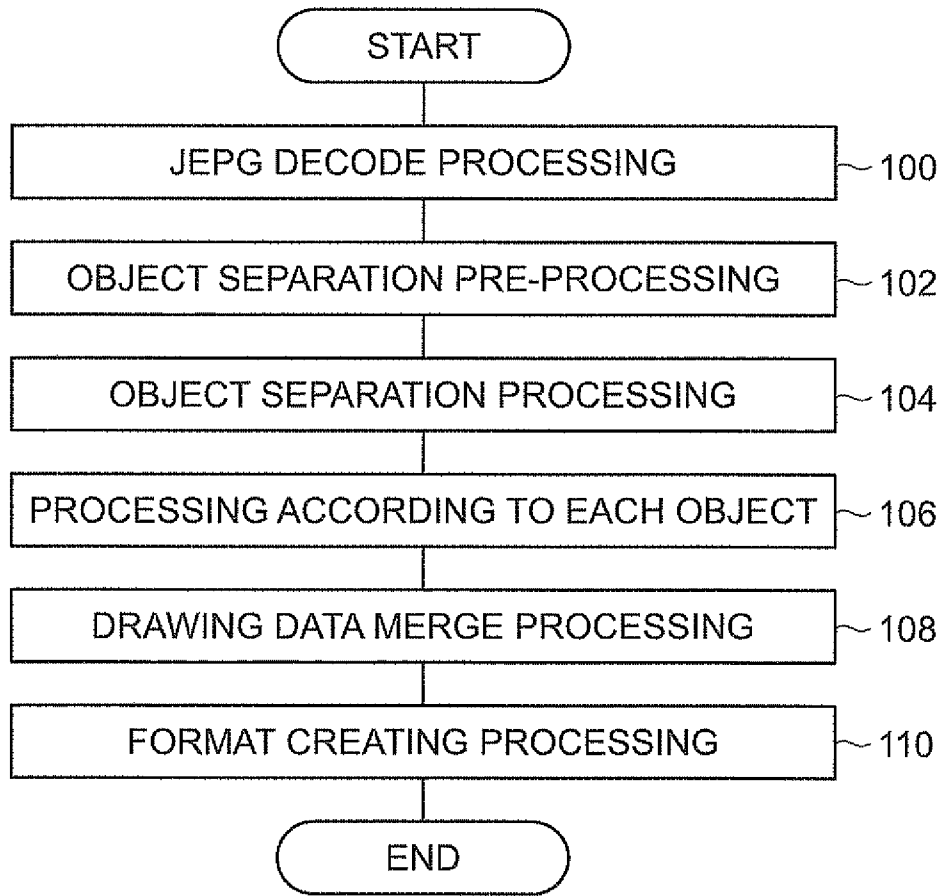 START
JEPG DECODE PROCESSING
100
OBJECT SEPARATION PRE-PROCESSING
102
OBJECT SEPARATION PROCESSING
104
PROCESSING ACCORDING TO EACH OBJECT
106
DRAWING DATA MERGE PROCESSING
108
FORMAT CREATING PROCESSING
110
END